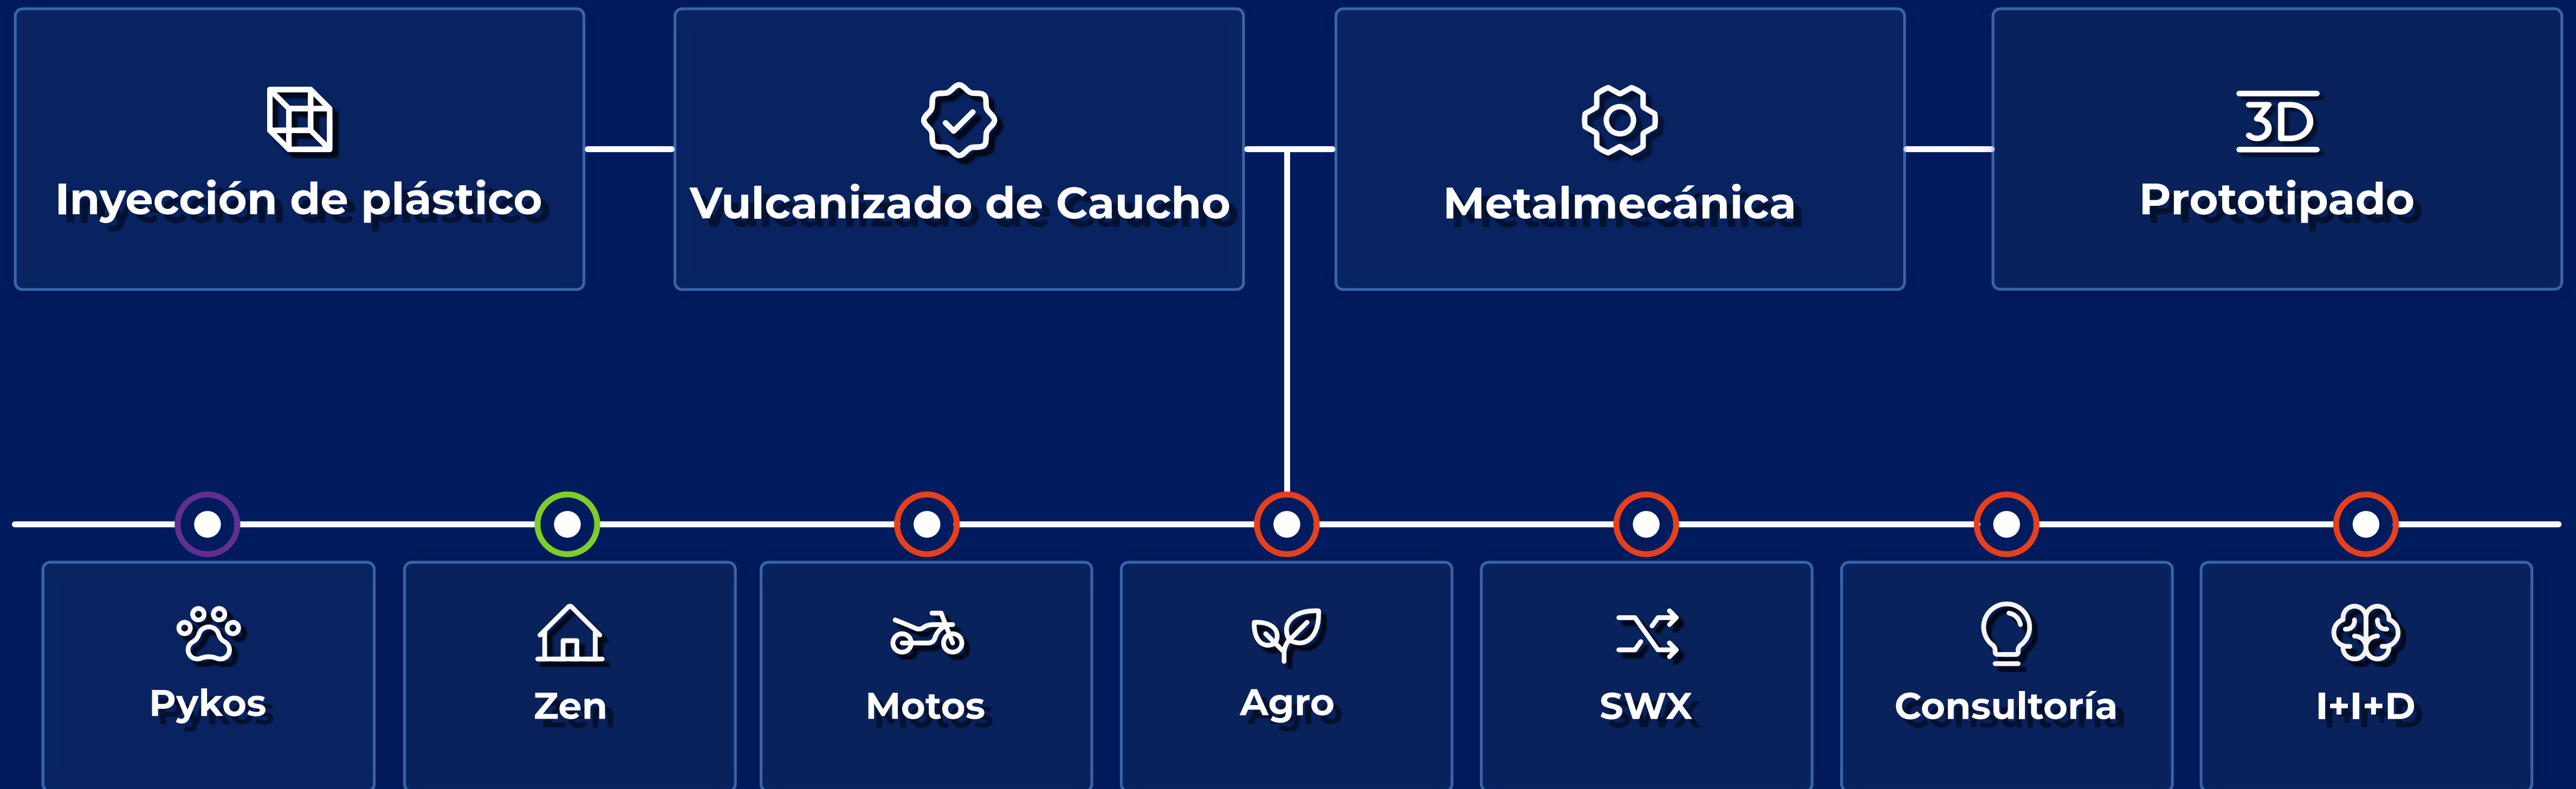 Inyección de plástico
Vulcanizado de Caucho
Metalmecánica
3D
Prototipado
Pykos
Zen
Motos
Agro
SWX
Consultoría
I+I+D